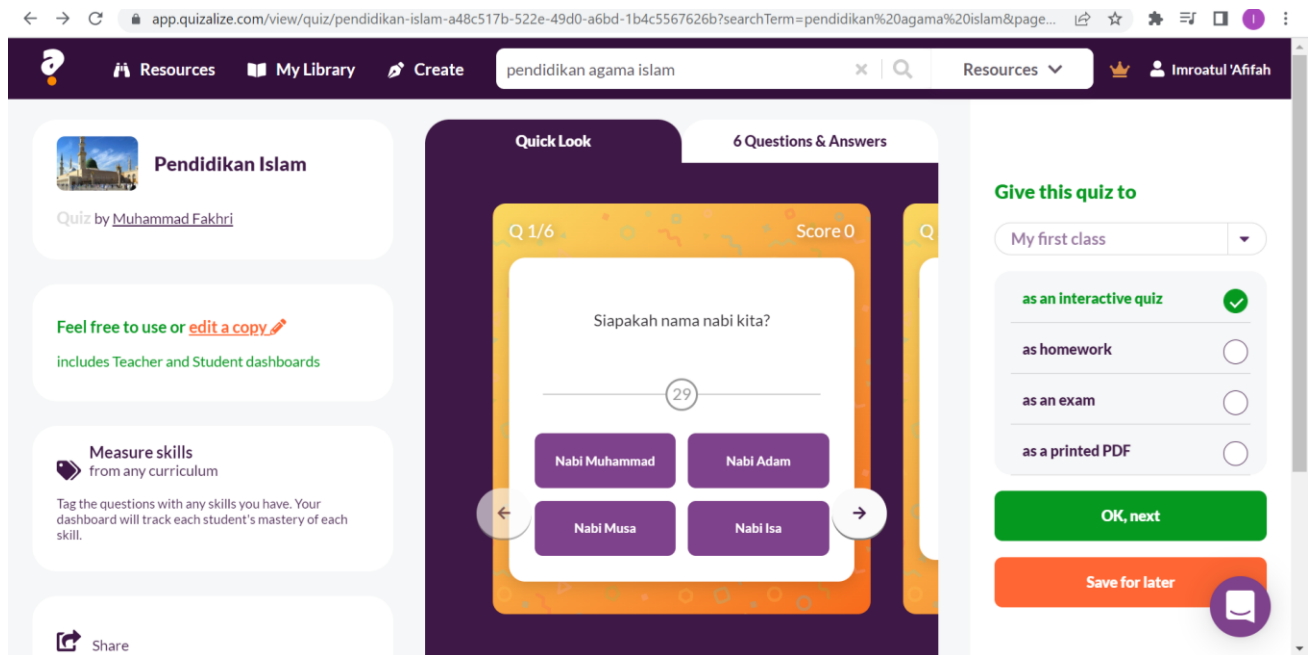 app.quizalize.com/view/quiz/pendidikan-islam-a48c517b-522e-49d0-a6bd-1b4c5567626b?searchTerm=pendidikan%20agama%20islam&page...
I
Resources
My Library
Create
pendidikan agama islam
Resources
Imroatul 'Afifah
Pendidikan Islam
Quiz by Muhammad Fakhri
Feel free to use or edit a copy
includes Teacher and Student dashboards
Measure skills
from any curriculum
Tag the questions with any skills you have. Your
dashboard will track each student's mastery of each
skill.
Share
Quick Look
6 Questions & Answers
Q 1/6
Score 0
Q
Siapakah nama nabi kita?
29
Nabi Muhammad
Nabi Adam
Nabi Musa
Nabi Isa
Give this quiz to
My first class
as an interactive quiz
as homework
as an exam
as a printed PDF
OK, next
Save for later